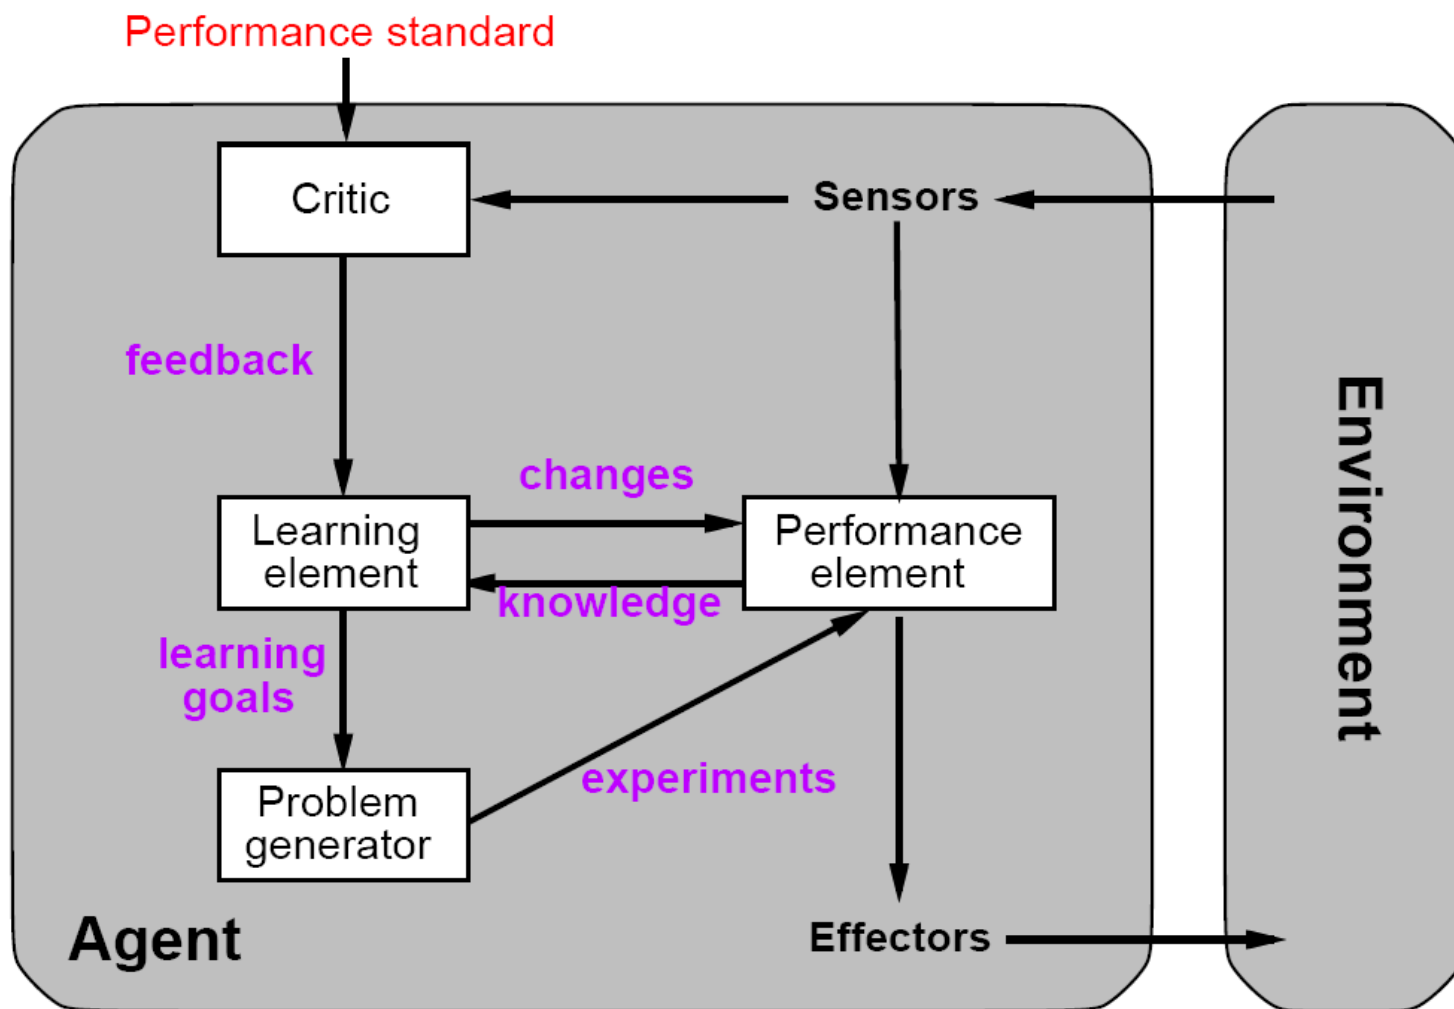 Performance standard
Critic
Sensors
feedback
changes
Learning
element
Performance
element
knowledge
learning
goals
experiments
Problem
generator
Agent
Effectors
Environment